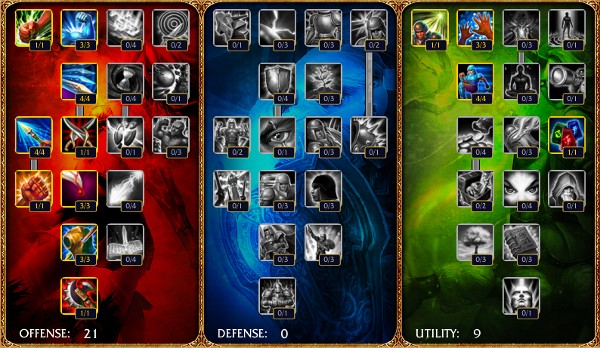 1/1 3/3 0/4 0/2 0/1 0/3 0/3 0/2 1/1 3/3 0/3 0/1
4/4 0/4 0/1 0/4 0/4 4/4 0/3 0/1
4/4 1/1 0/1 0/3 0/2 0/1 0/3 0/1 0/4 0/3 1/1
1/1 3/3 0/4 0/1 0/3 0/3 0/2 0/4 0/1
3/3 0/4 0/3 0/3 0/3 0/3
1/1 0/1 0/1
OFFENSE: 21 DEFENSE: 0 UTILITY: 9